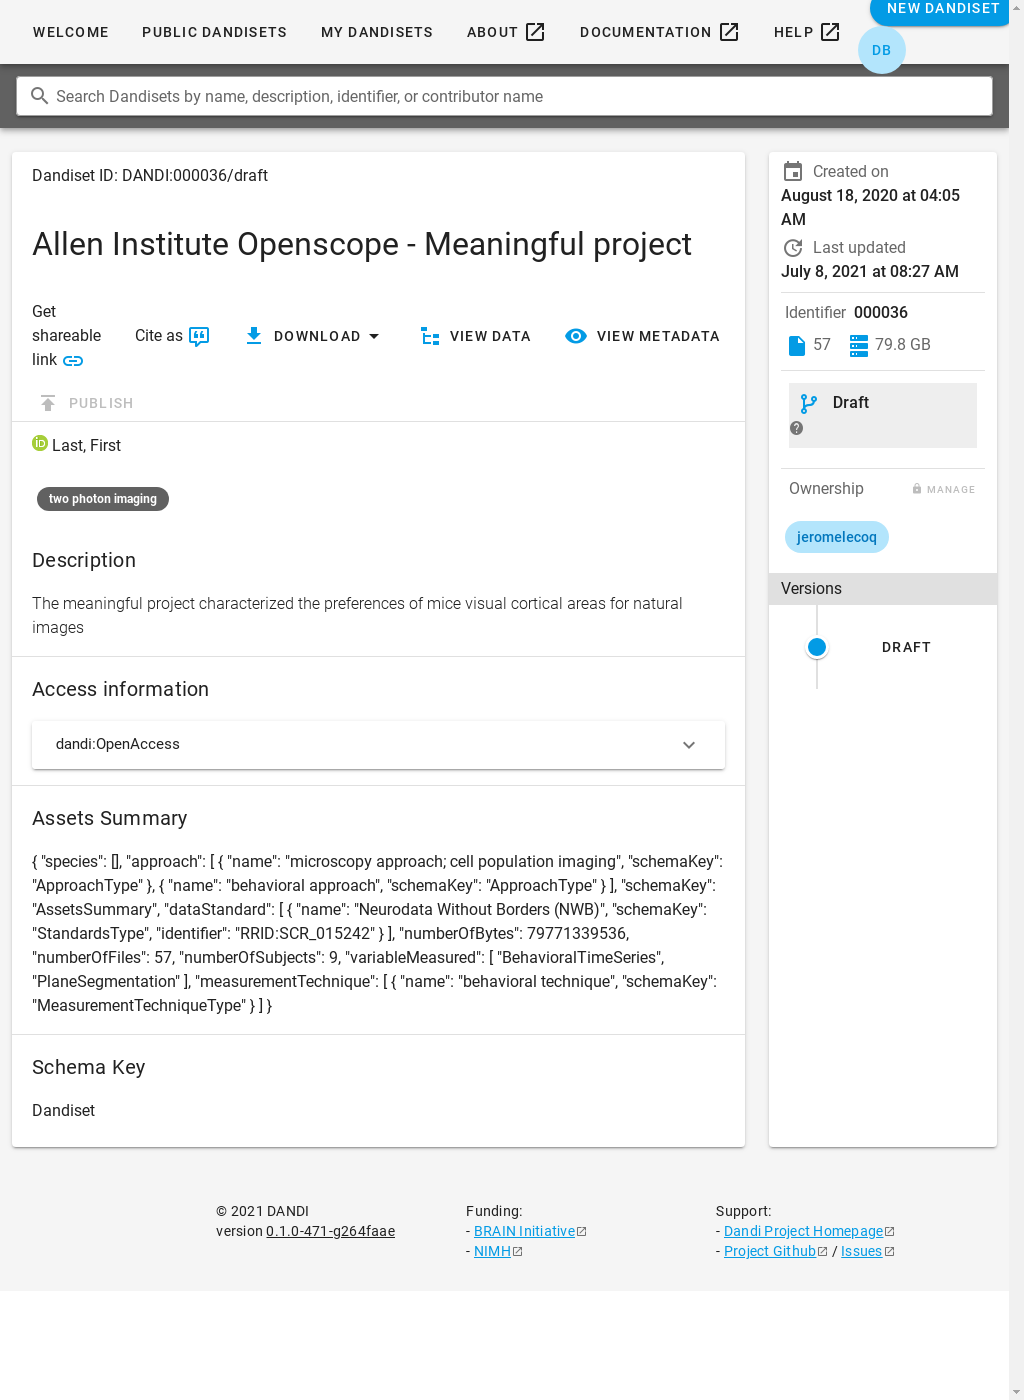 WELCOME
PUBLIC DANDISETS
MY DANDISETS
ABOUT
DOCUMENTATION
HELP
NEW DANDISET
DB
Search Dandisets by name, description, identifier, or contributor name
Dandiset ID: DANDI:000036/draft
Allen Institute Openscope - Meaningful project
Get
shareable
link
Cite as
DOWNLOAD
VIEW DATA
VIEW METADATA
PUBLISH
iD Last, First
two photon imaging
Description
The meaningful project characterized the preferences of mice visual cortical areas for natural
images
Access information
dandi:OpenAccess
Assets Summary
{ "species": [], "approach": [ { "name": "microscopy approach; cell population imaging", "schemaKey":
"ApproachType" }, { "name": "behavioral approach", "schemaKey": "ApproachType" } ], "schemaKey":
"AssetsSummary", "dataStandard": [ { "name": "Neurodata Without Borders (NWB)", "schemaKey":
"StandardsType", "identifier": "RRID:SCR_015242" } ], "numberOfBytes": 79771339536,
"numberOfFiles": 57, "numberOfSubjects": 9, "variableMeasured": [ "BehavioralTimeSeries",
"PlaneSegmentation" ], "measurementTechnique": [ { "name": "behavioral technique", "schemaKey":
"MeasurementTechniqueType" } ] }
Schema Key
Dandiset
Created on
August 18, 2020 at 04:05
AM
Last updated
July 8, 2021 at 08:27 AM
Identifier 000036
57 79.8 GB
Draft
Ownership
MANAGE
jeromelecoq
Versions
DRAFT
© 2021 DANDI
version 0.1.0-471-g264faae
Funding:
- BRAIN Initiative
- NIMH
Support:
- Dandi Project Homepage
- Project Github / Issues